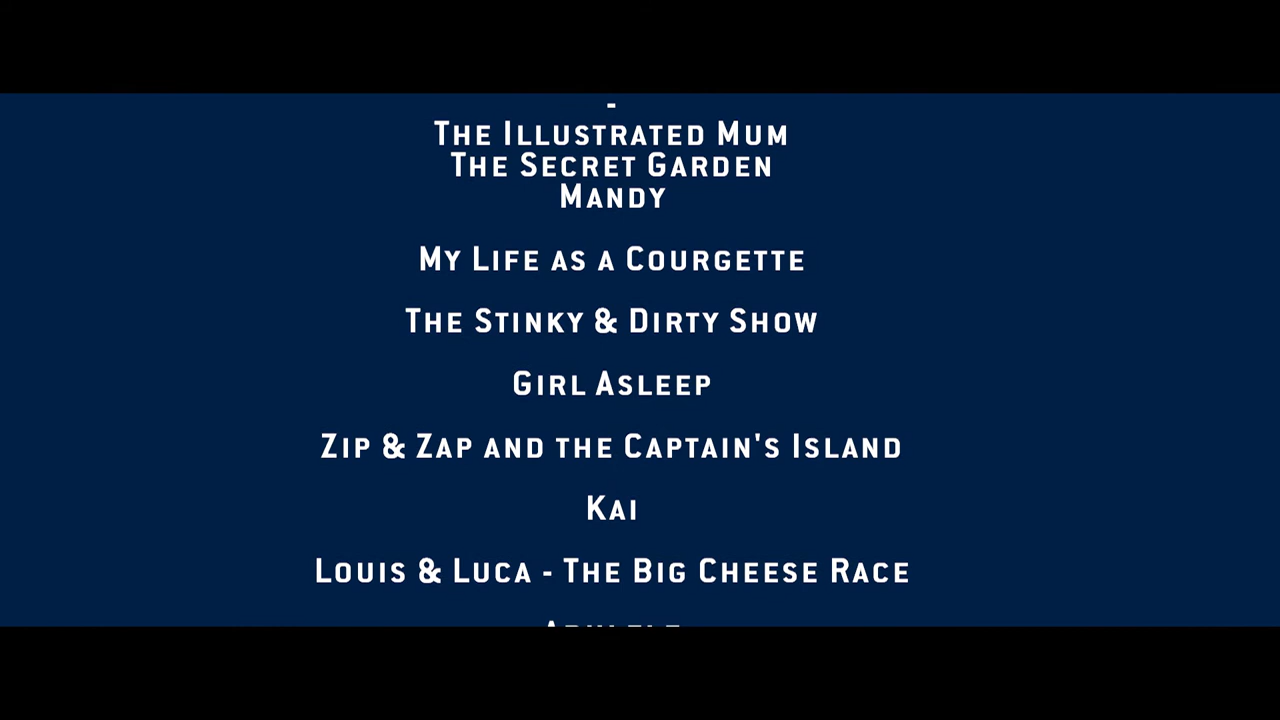 -
The Illustrated Mum
The Secret Garden
Mandy
My Life as a Courgette
The Stinky & Dirty Show
Girl Asleep
Zip & Zap and the Captain's Island
Kai
Louis & Luca - The Big Cheese Race